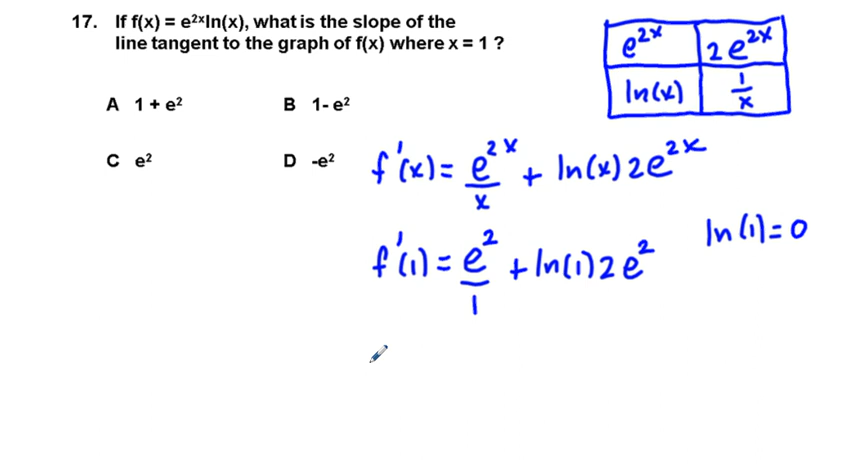 17. If f(x) = e²ˣln(x), what is the slope of the
line tangent to the graph of f(x) where x = 1 ?
A 1 + e²
B 1- e²
C e²
D -e²
e²ˣ 2e²ˣ
ln(x) 1/x
f'(x) = e²ˣ/x + ln(x) 2e²ˣ
f'(1) = e²/1 + ln(1) 2e²
ln(1) = 0